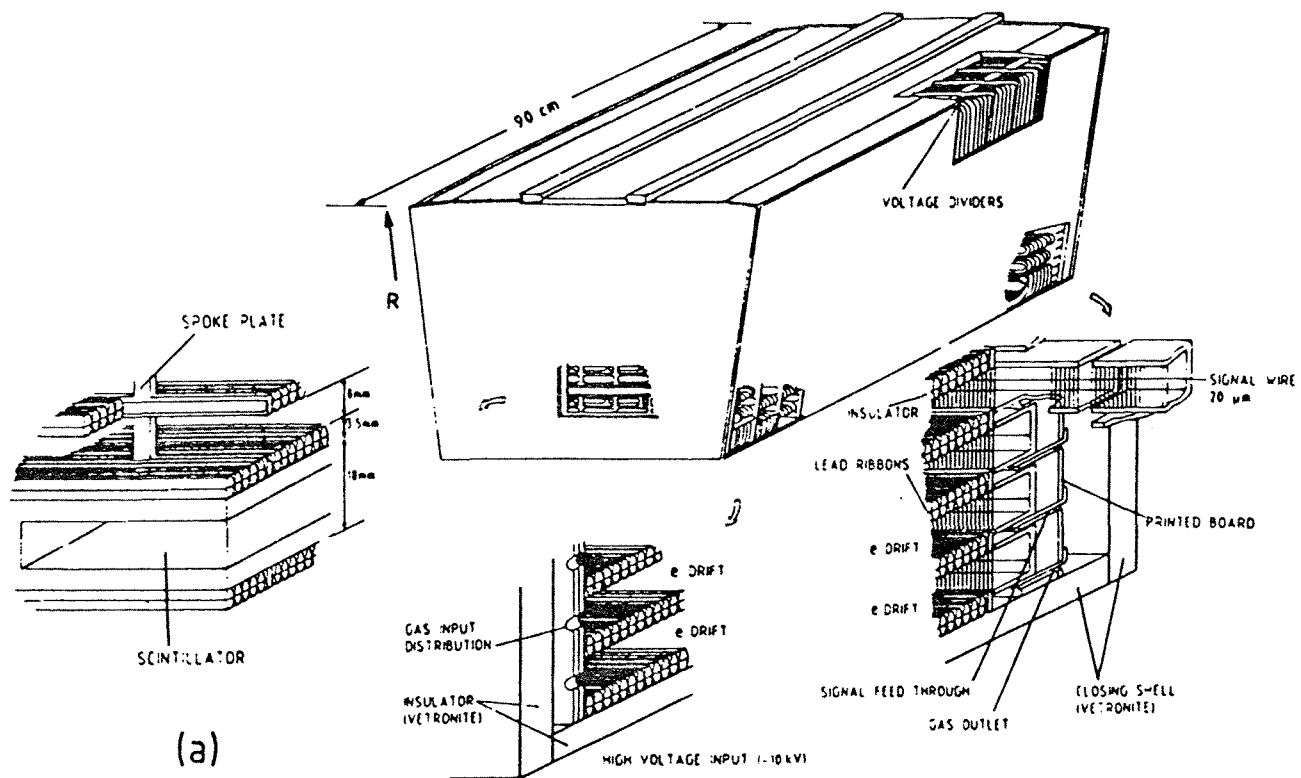 90 cm
VOLTAGE DIVIDERS
R
SPOKE PLATE
8mm
18mm
SIGNAL WIRE
20 µm
INSULATOR
LEAD RIBBONS
PRINTED BOARD
e DRIFT
e DRIFT
e DRIFT
e DRIFT
GAS INPUT
DISTRIBUTION
SCINTILLATOR
SIGNAL FEED THROUGH
CLOSING SHELL
(VETRONITE)
GAS OUTLET
INSULATOR
(VETRONITE)
(a)
HIGH VOLTAGE INPUT (-10 kV)